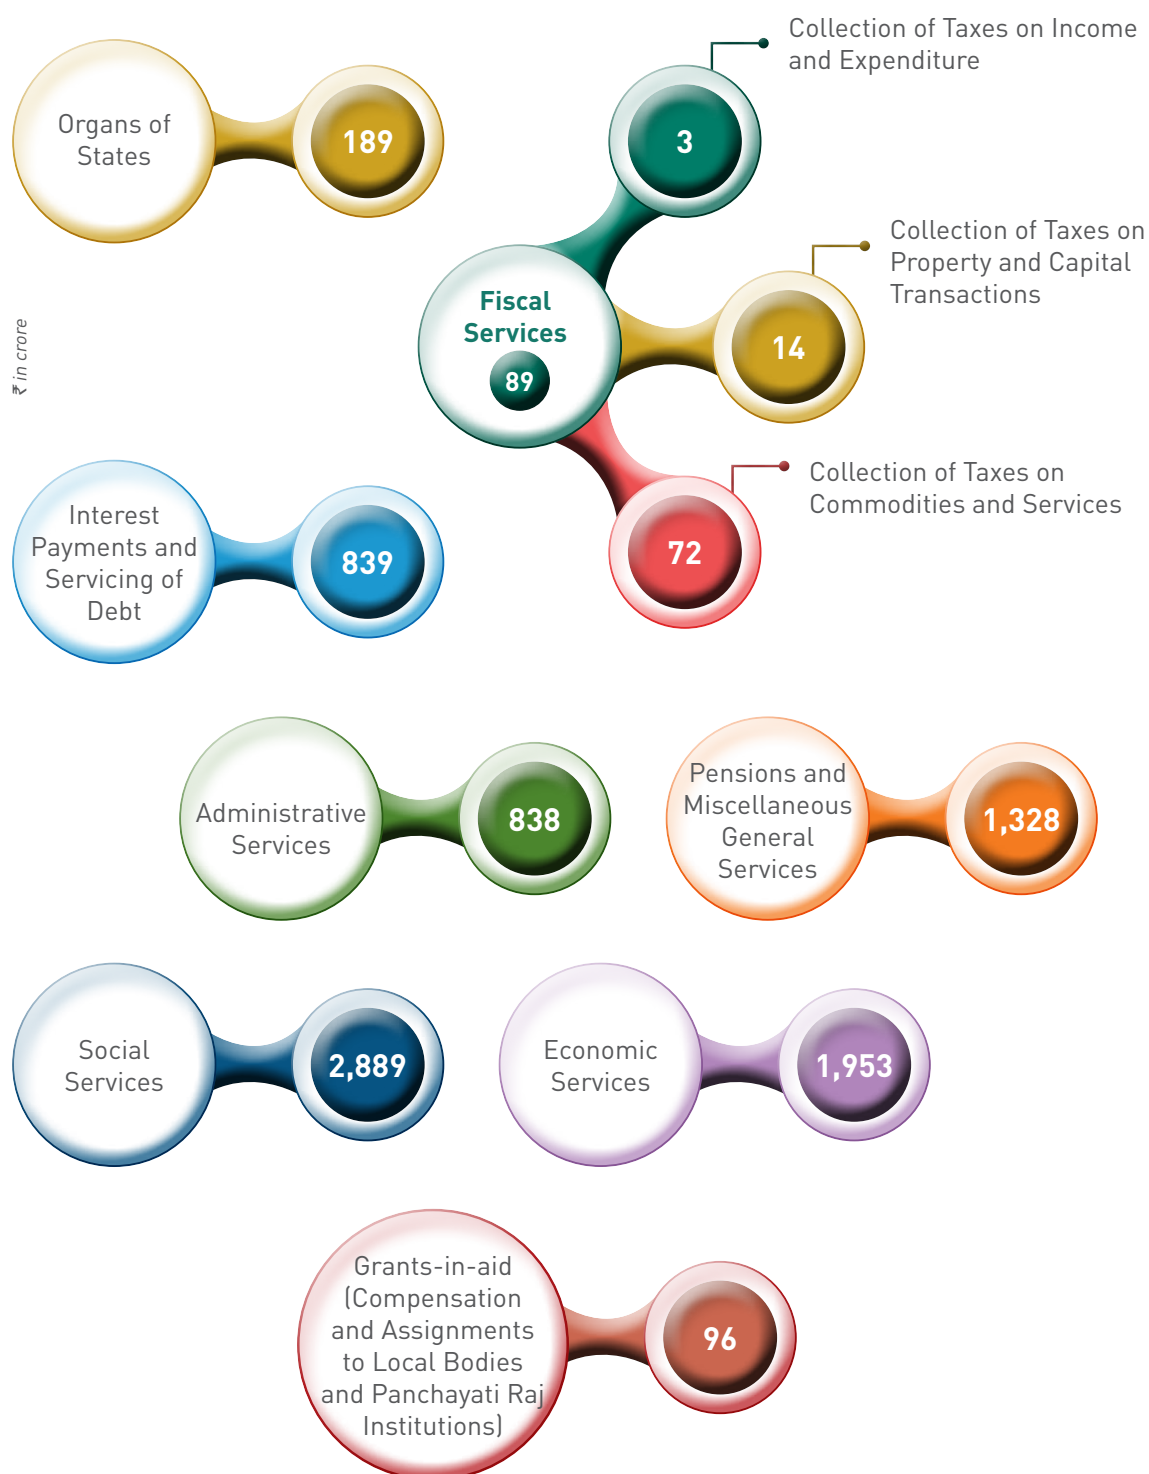 Collection of Taxes on Income
and Expenditure
Organs of
States
189
3
Collection of Taxes on
Property and Capital
Transactions
Fiscal
Services
89
14
₹ in crore
Collection of Taxes on
Commodities and Services
72
Interest
Payments and
Servicing of
Debt
839
Administrative
Services
838
Pensions and
Miscellaneous
General
Services
1,328
Social
Services
2,889
Economic
Services
1,953
Grants-in-aid
(Compensation
and Assignments
to Local Bodies
and Panchayati Raj
Institutions)
96